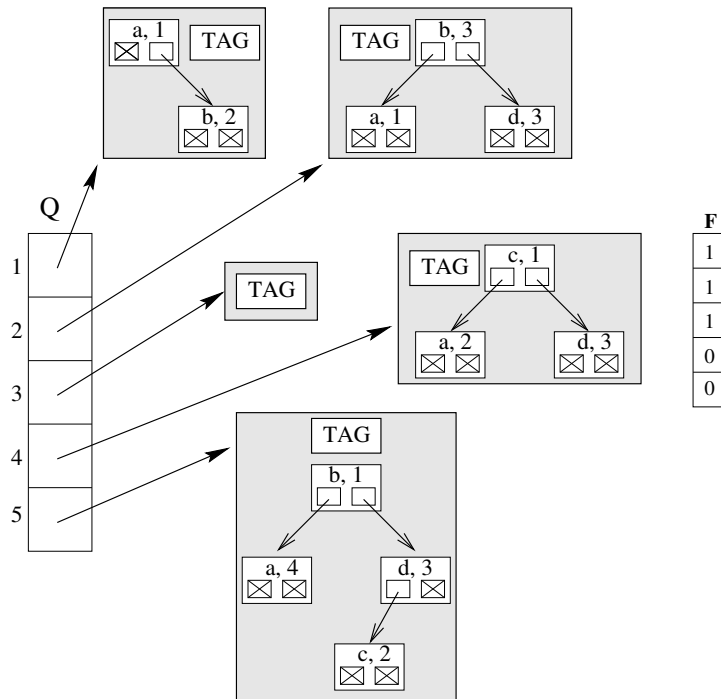 a, 1
TAG
b, 2
TAG
b, 3
a, 1
d, 3
Q
1
2
3
4
5
TAG
TAG
c, 1
a, 2
d, 3
F
1
1
1
0
0
TAG
b, 1
a, 4
d, 3
c, 2